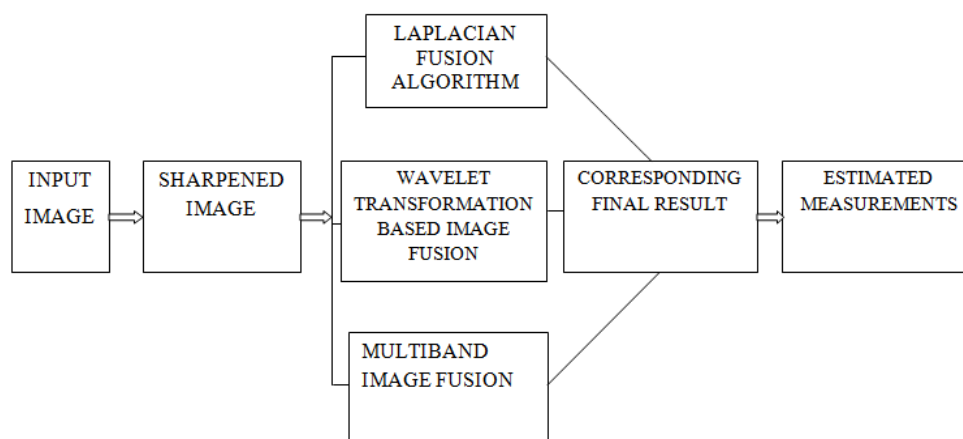 LAPLACIAN
FUSION
ALGORITHM
INPUT
IMAGE
SHARPENED
IMAGE
WAVELET
TRANSFORMATION
BASED IMAGE
FUSION
CORRESPONDING
FINAL RESULT
ESTIMATED
MEASUREMENTS
MULTIBAND
IMAGE FUSION